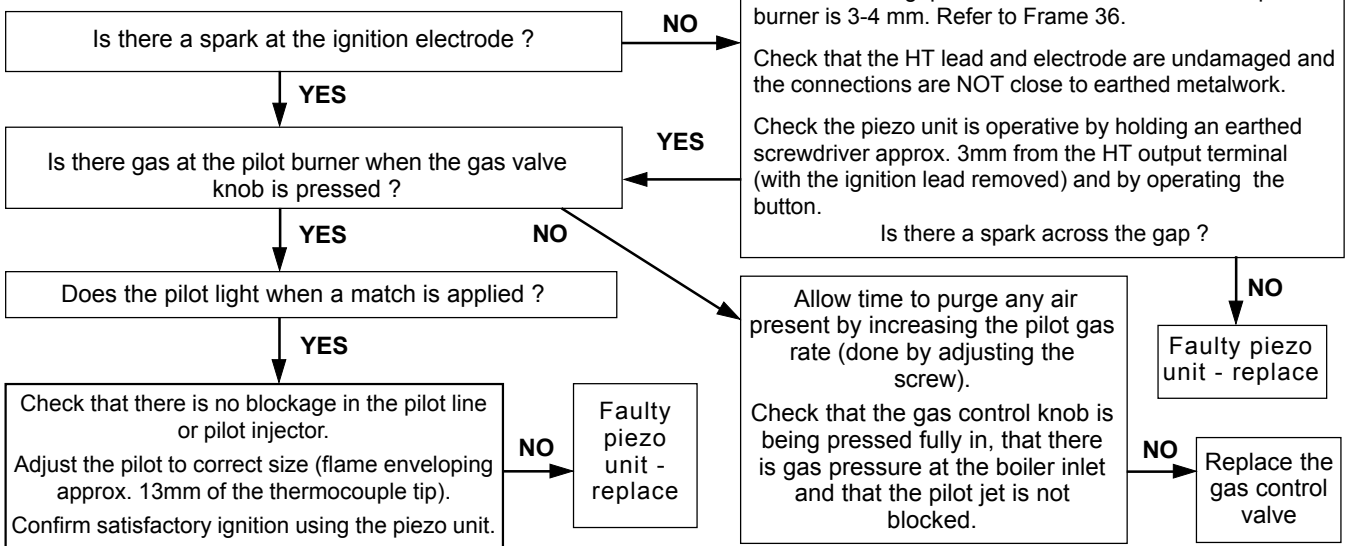 Is there a spark at the ignition electrode ?
NO
burner is 3-4 mm. Refer to Frame 36.
Check that the HT lead and electrode are undamaged and
the connections are NOT close to earthed metalwork.
Check the piezo unit is operative by holding an earthed
screwdriver approx. 3mm from the HT output terminal
(with the ignition lead removed) and by operating the
button.
Is there a spark across the gap ?
YES
YES
Is there gas at the pilot burner when the gas valve
knob is pressed ?
YES
NO
NO
Does the pilot light when a match is applied ?
YES
Allow time to purge any air
present by increasing the pilot gas
rate (done by adjusting the
screw).
Check that the gas control knob is
being pressed fully in, that there
is gas pressure at the boiler inlet
and that the pilot jet is not
blocked.
Faulty piezo
unit - replace
Check that there is no blockage in the pilot line
or pilot injector.
Adjust the pilot to correct size (flame enveloping
approx. 13mm of the thermocouple tip).
Confirm satisfactory ignition using the piezo unit.
NO
Faulty
piezo
unit -
replace
NO
Replace the
gas control
valve